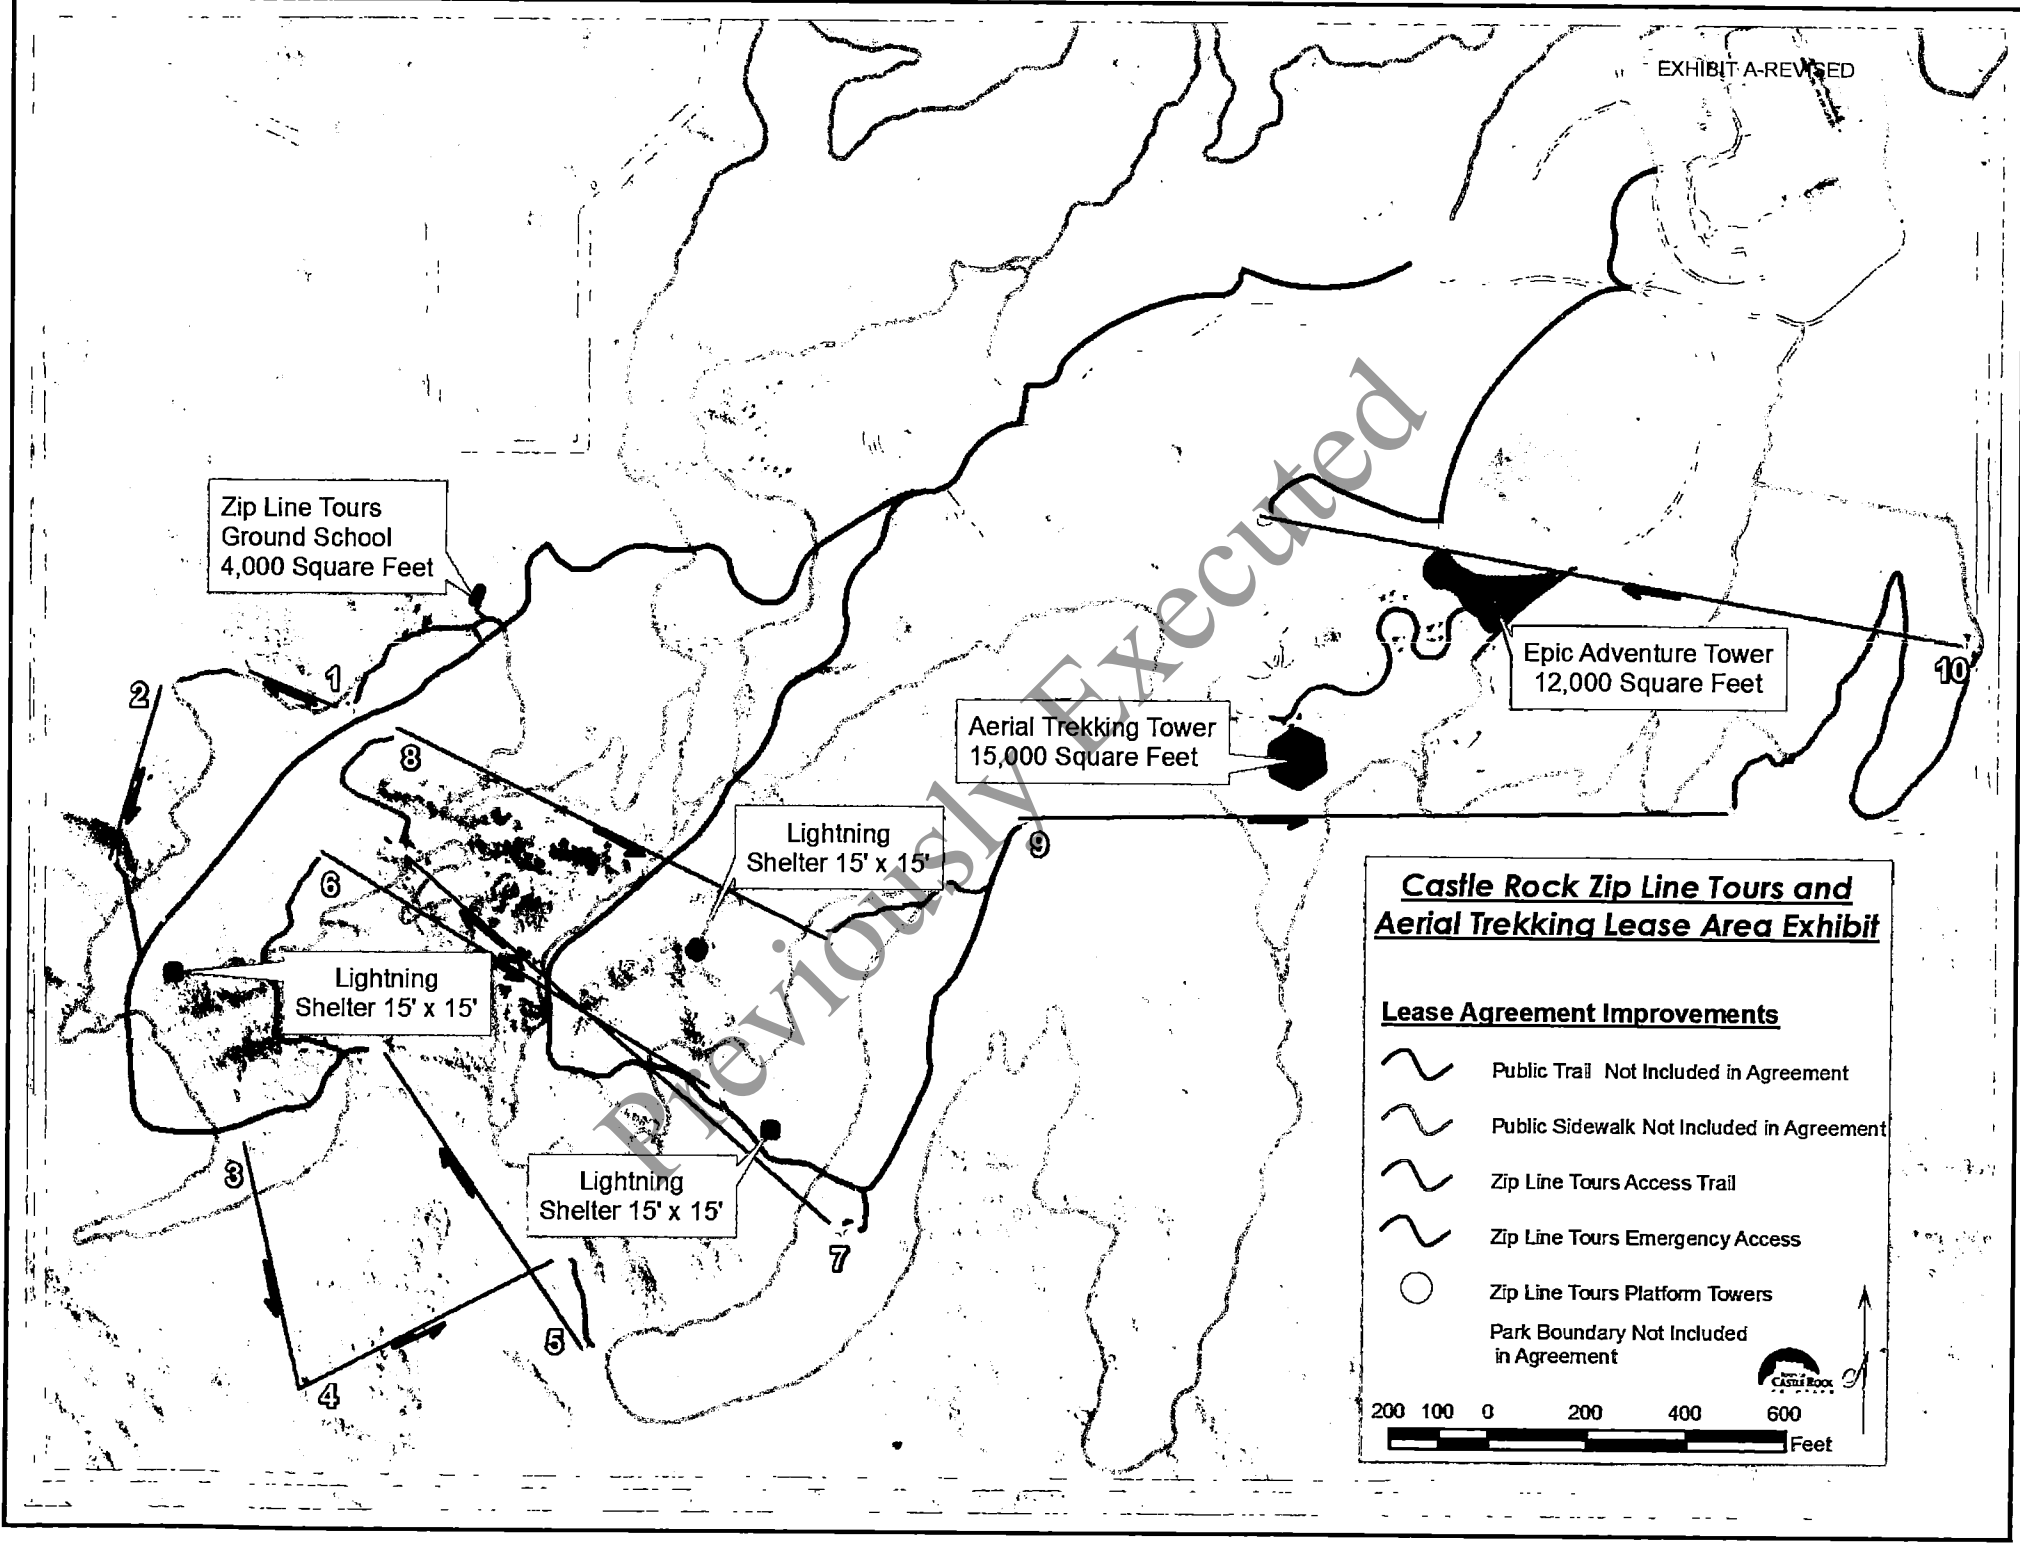 EXHIBIT A-REVISED
Zip Line Tours
Ground School
4,000 Square Feet
1
2
8
6
Epic Adventure Tower
12,000 Square Feet
10
Aerial Trekking Tower
15,000 Square Feet
Lightning
Shelter 15' x 15'
9
Lightning
Shelter 15' x 15'
Lightning
Shelter 15' x 15'
3
7
5
4
Previously Executed
Castle Rock Zip Line Tours and
Aerial Trekking Lease Area Exhibit
Lease Agreement Improvements
Public Trail Not Included in Agreement
Public Sidewalk Not Included in Agreement
Zip Line Tours Access Trail
Zip Line Tours Emergency Access
Zip Line Tours Platform Towers
Park Boundary Not Included
in Agreement
CASTLE ROCK
200 100 0 200 400 600
Feet